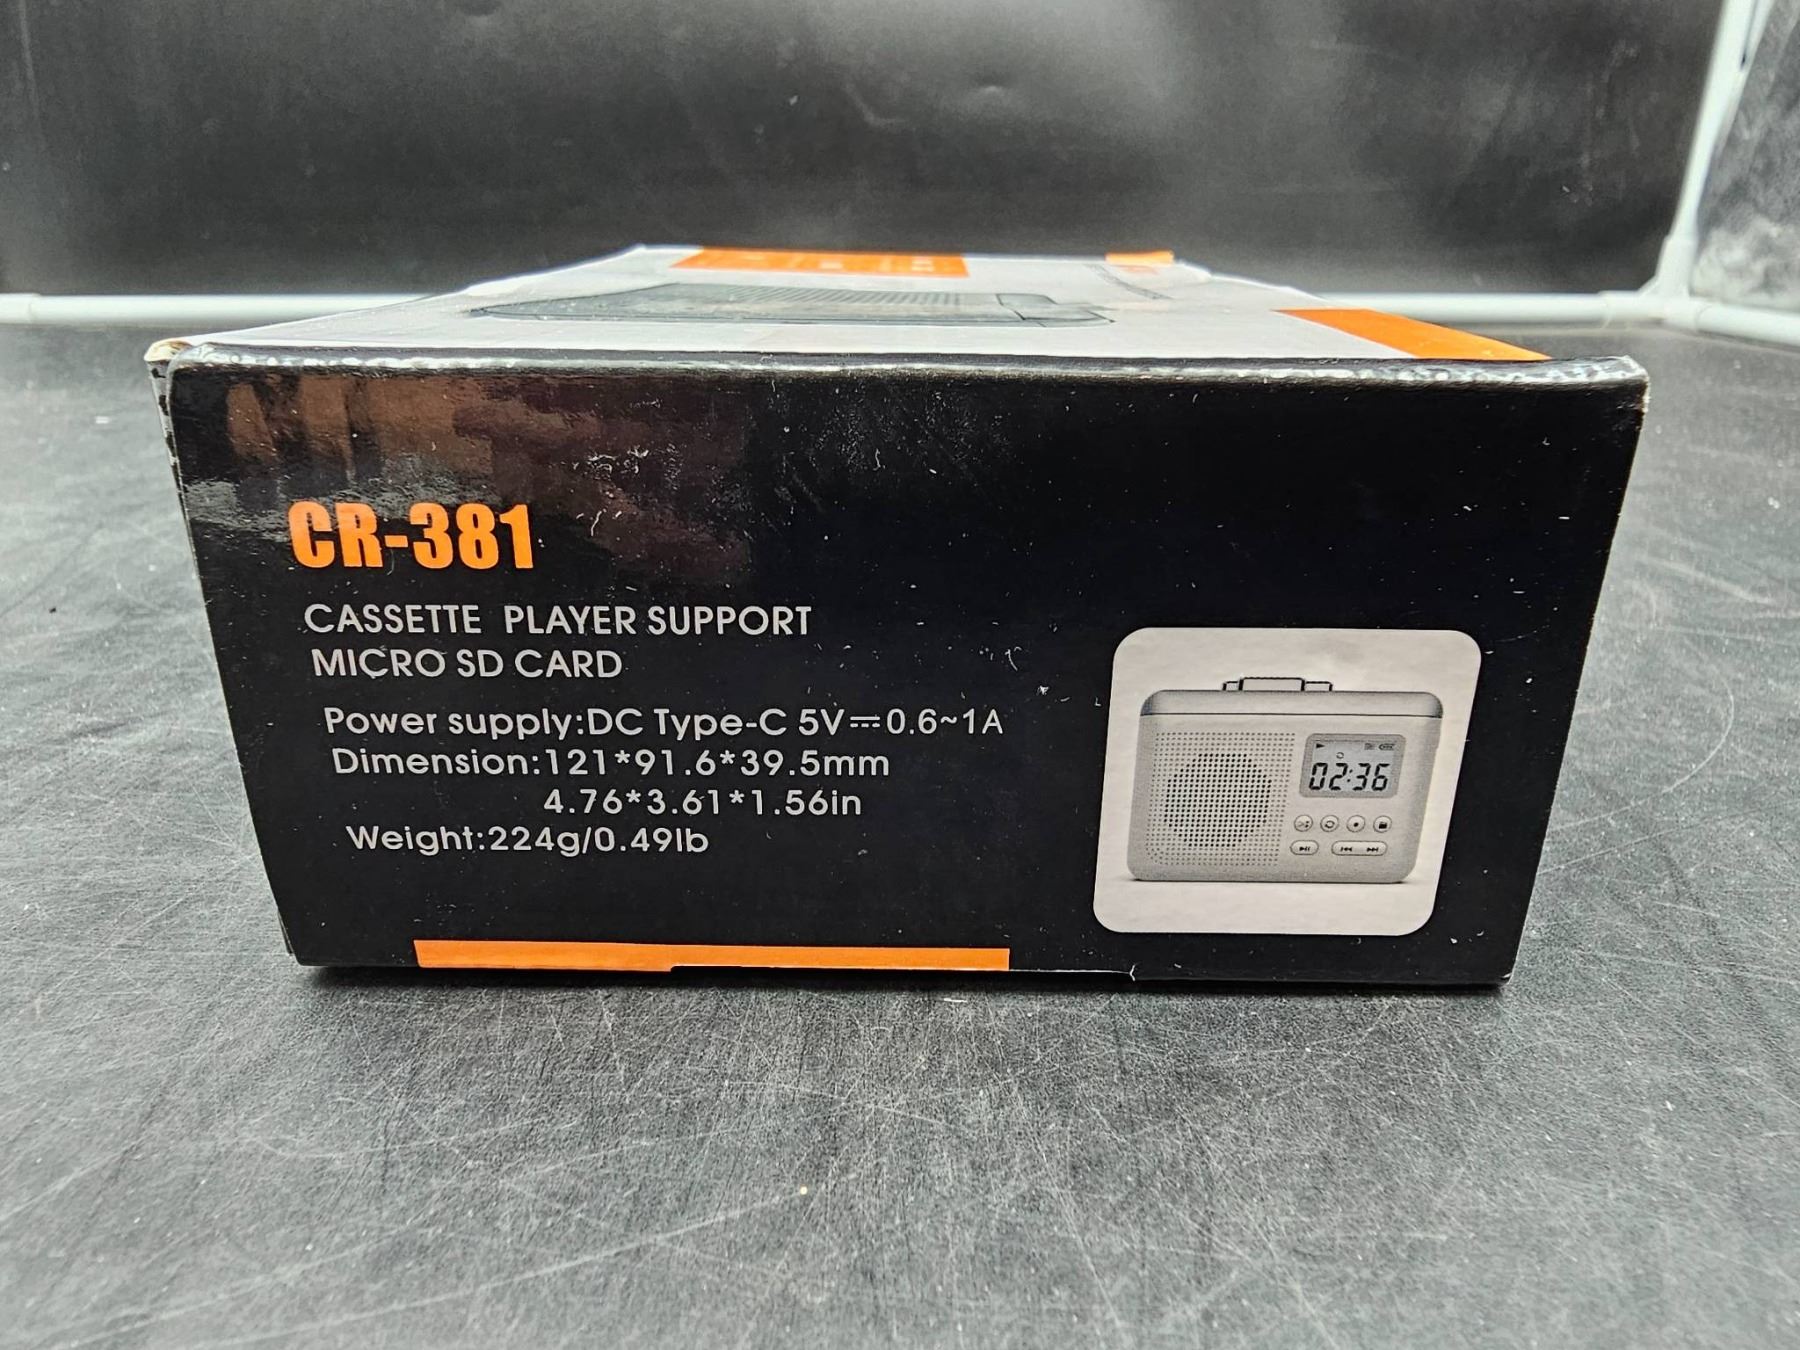 CR-381
CASSETTE PLAYER SUPPORT
MICRO SD CARD
Power supply:DC Type-C 5V⎓0.6~1A
Dimension:121*91.6*39.5mm
4.76*3.61*1.56in
Weight:224g/0.49lb
02:36